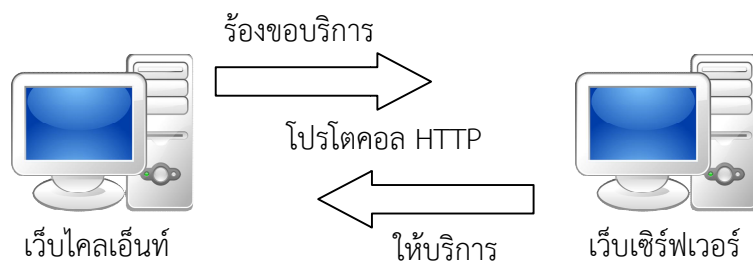 ร้องขอบริการ
โปรโตคอล HTTP
เว็บไคลเอ็นท์
ให้บริการ
เว็บเซิร์ฟเวอร์